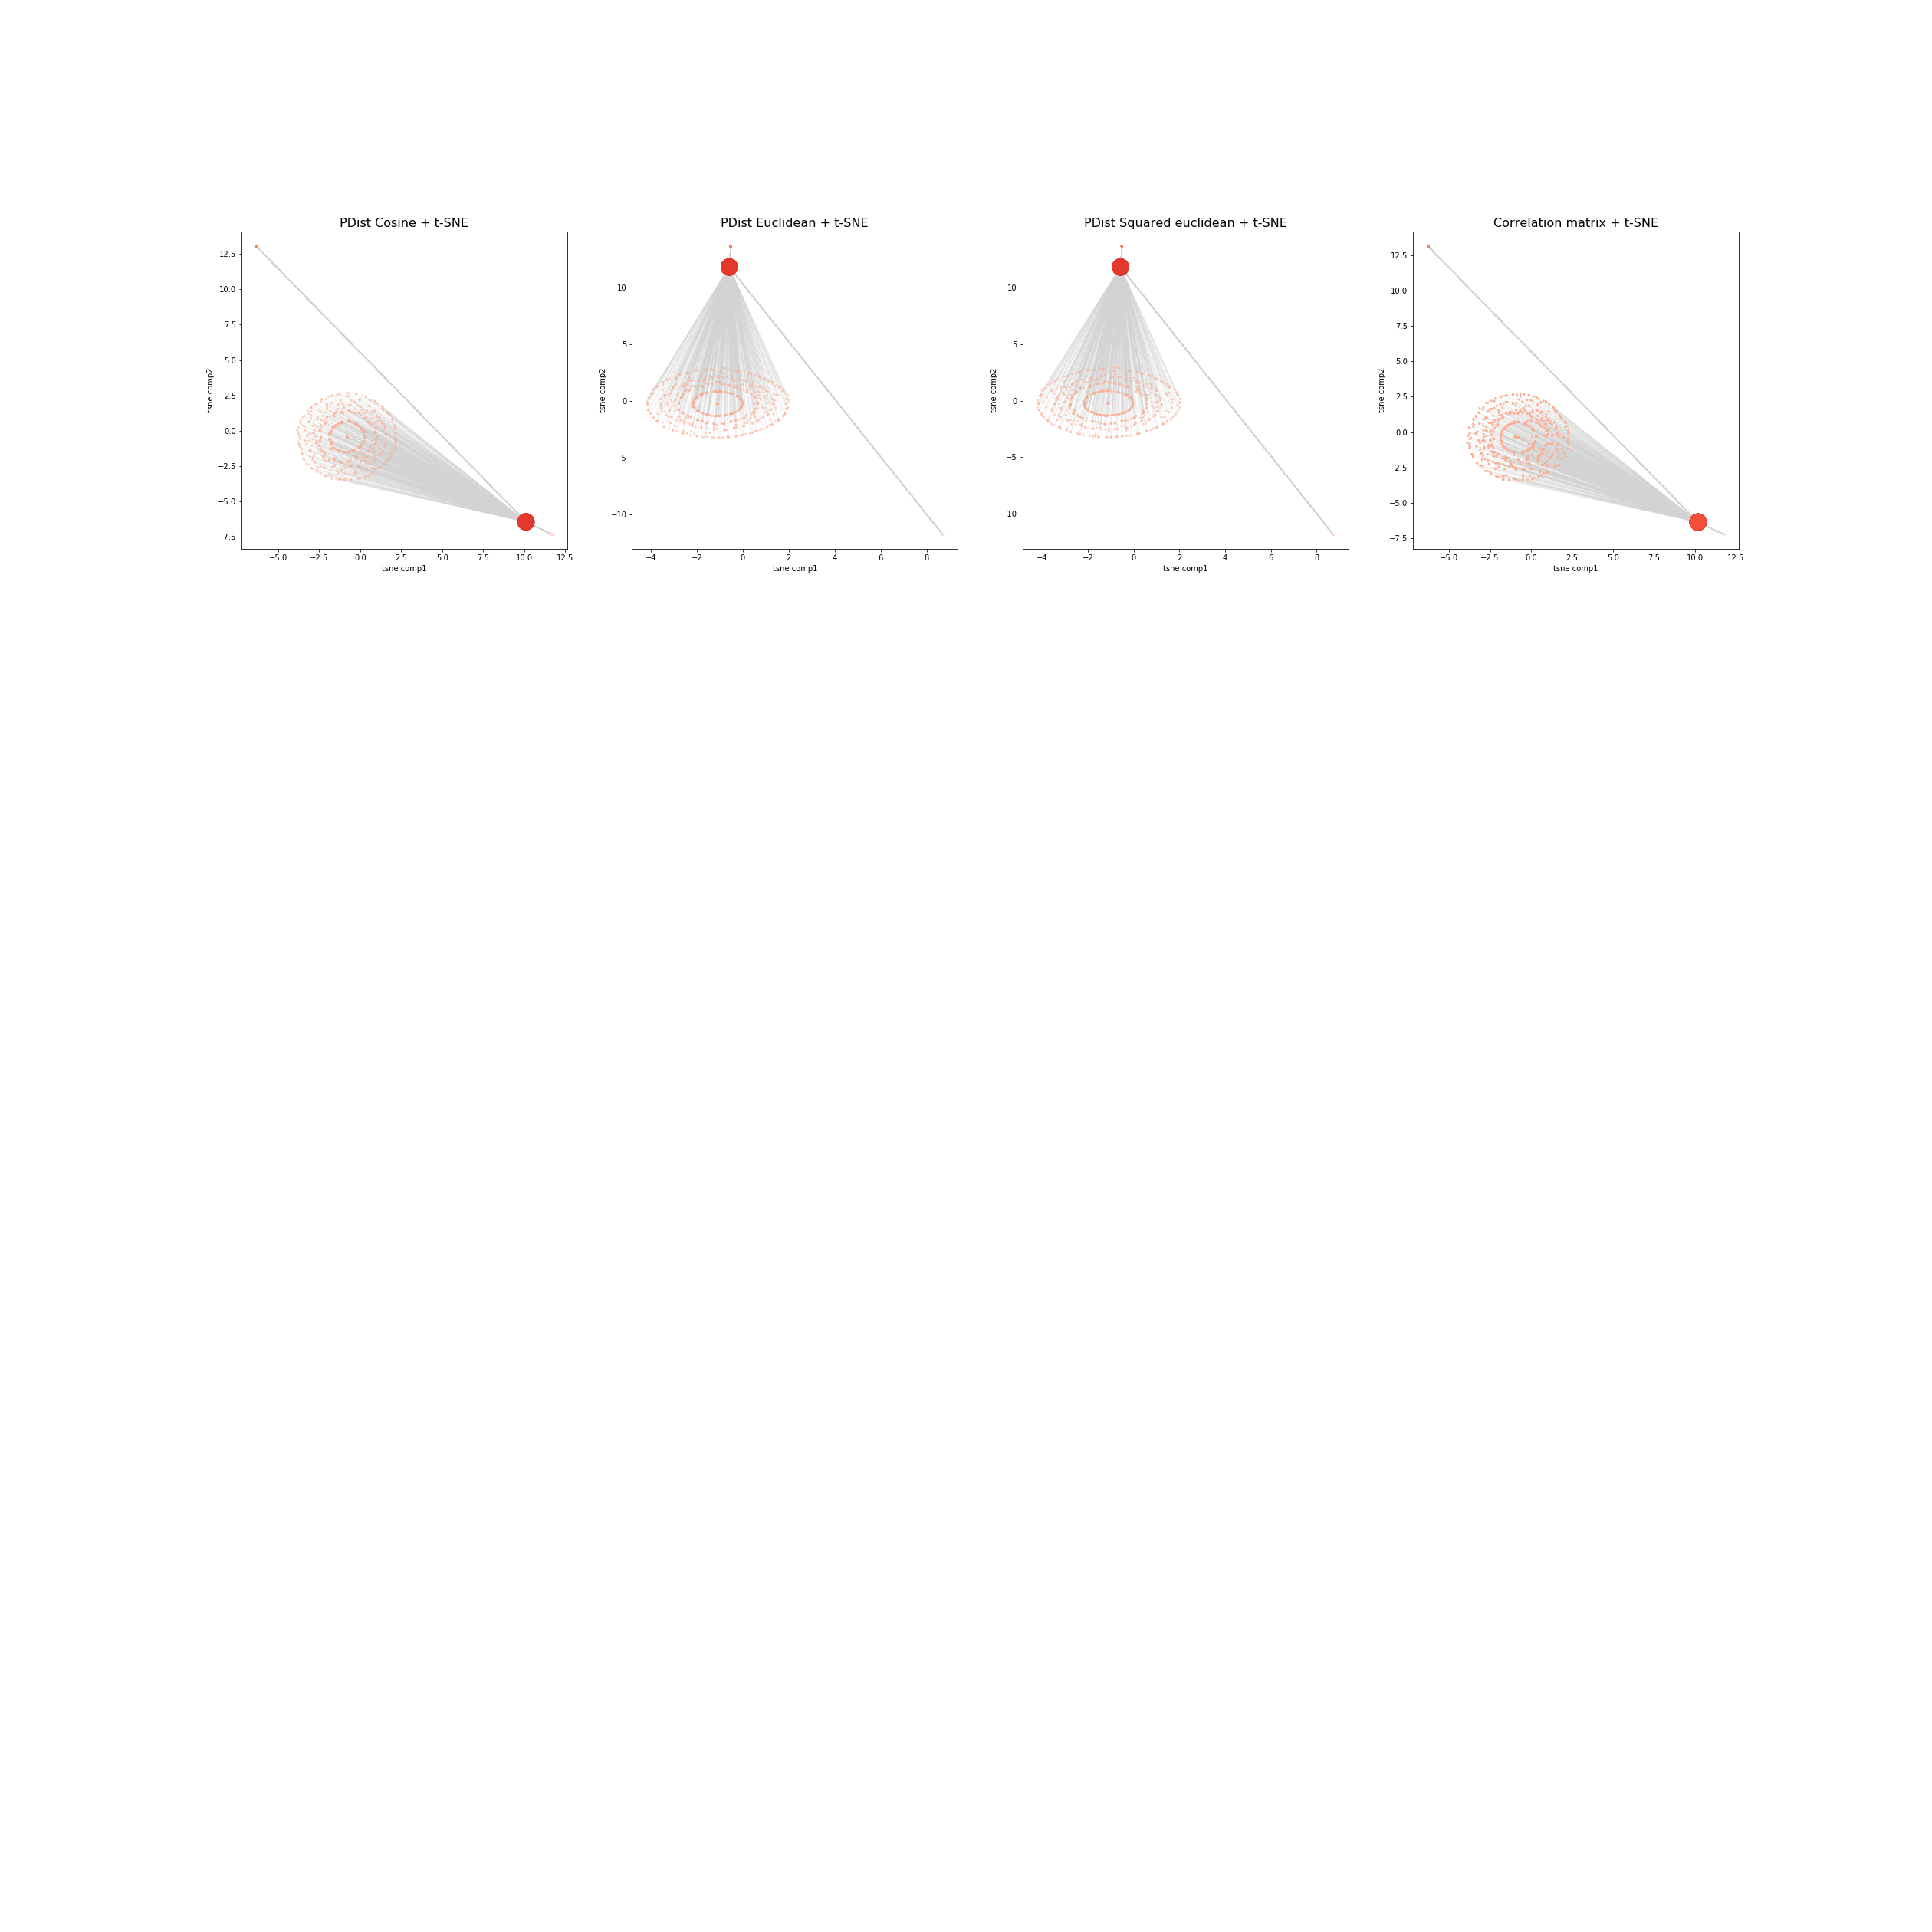 PDist Cosine + t-SNE
12.5
10.0
7.5
5.0
2.5
0.0
−2.5
−5.0
−7.5
tsne comp2
−5.0 −2.5 0.0 2.5 5.0 7.5 10.0 12.5
tsne comp1
PDist Euclidean + t-SNE
10
5
0
−5
−10
tsne comp2
−4 −2 0 2 4 6 8
tsne comp1
PDist Squared euclidean + t-SNE
10
5
0
−5
−10
tsne comp2
−4 −2 0 2 4 6 8
tsne comp1
Correlation matrix + t-SNE
12.5
10.0
7.5
5.0
2.5
0.0
−2.5
−5.0
−7.5
tsne comp2
−5.0 −2.5 0.0 2.5 5.0 7.5 10.0 12.5
tsne comp1